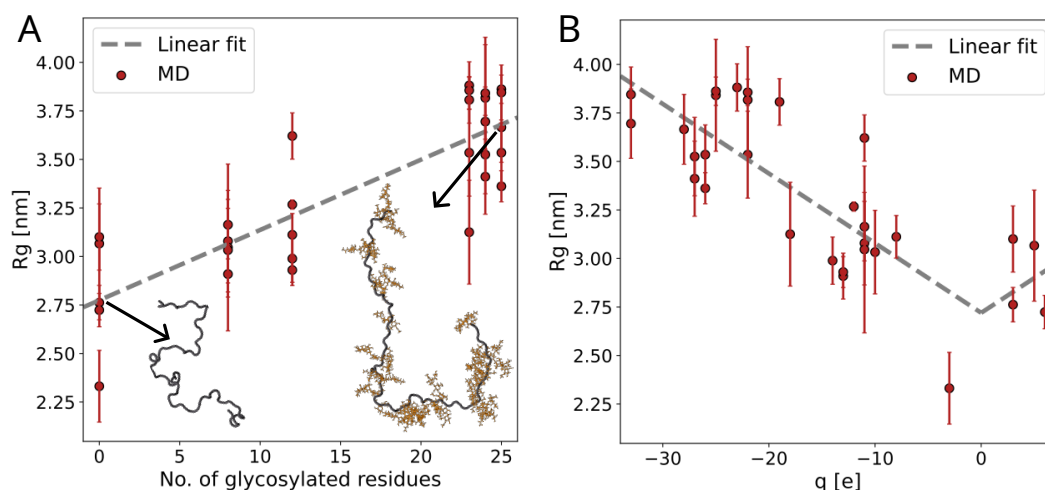 A
Linear fit
MD
Rg [nm]
4.00
3.75
3.50
3.25
3.00
2.75
2.50
2.25
0
5
10
15
20
25
No. of glycosylated residues
B
Linear fit
MD
Rg [nm]
4.00
3.75
3.50
3.25
3.00
2.75
2.50
2.25
−30
−20
−10
0
q [e]